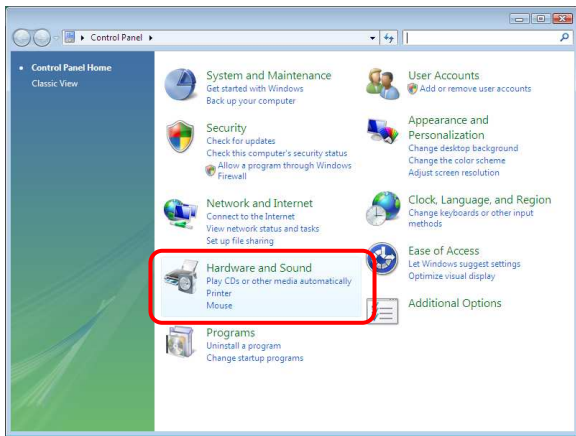 Control Panel
Control Panel Home
Classic View
System and Maintenance
Get started with Windows
Back up your computer
Security
Check for updates
Check this computer's security status
Allow a program through Windows
Firewall
Network and Internet
Connect to the Internet
View network status and tasks
Set up file sharing
Hardware and Sound
Play CDs or other media automatically
Printer
Mouse
Programs
Uninstall a program
Change startup programs
User Accounts
Add or remove user accounts
Appearance and
Personalization
Change desktop background
Change the color scheme
Adjust screen resolution
Clock, Language, and Region
Change keyboards or other input
methods
Ease of Access
Let Windows suggest settings
Optimize visual display
Additional Options